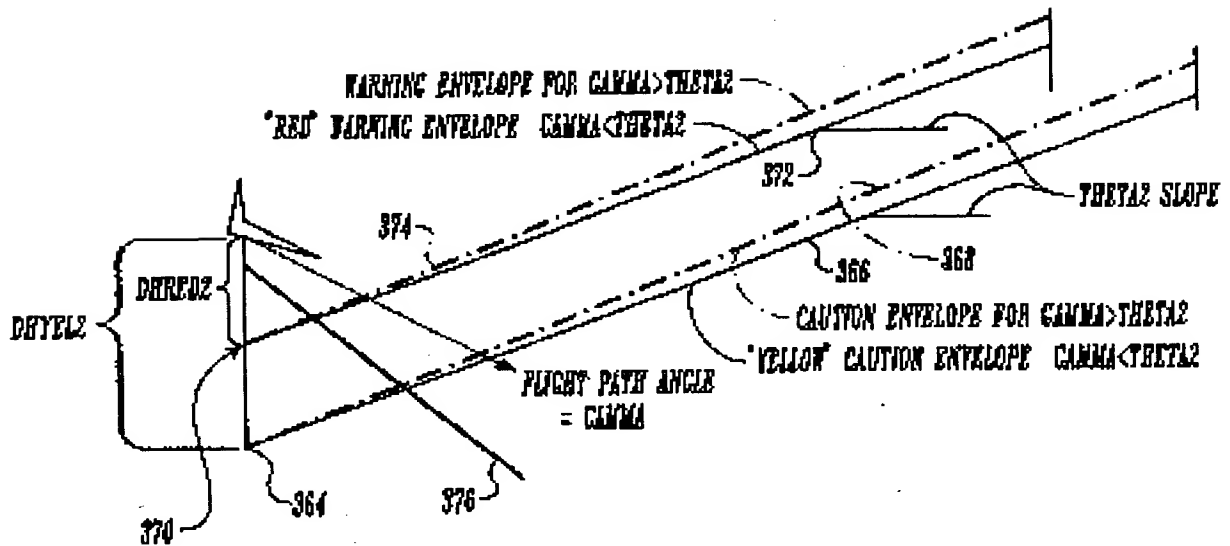 WARNING ENVELOPE FOR GAMMA>THETA2
"RED" WARNING ENVELOPE GAMMA<THETA2
372
THETA2 SLOPE
374
368
366
DHRED2
DHYEL2
CAUTION ENVELOPE FOR GAMMA>THETA2
"YELLOW" CAUTION ENVELOPE GAMMA<THETA2
FLIGHT PATH ANGLE
= GAMMA
364
376
370